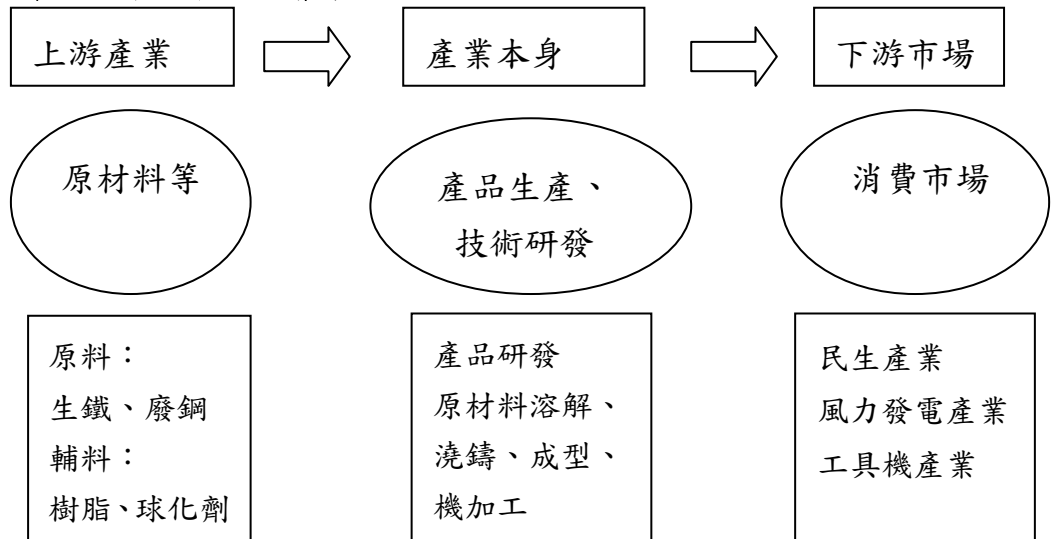 上游產業
產業本身
下游市場
原材料等
產品生產、
技術研發
消費市場
原料：
生鐵、廢鋼
輔料：
樹脂、球化劑
產品研發
原材料溶解、
澆鑄、成型、
機加工
民生產業
風力發電產業
工具機產業